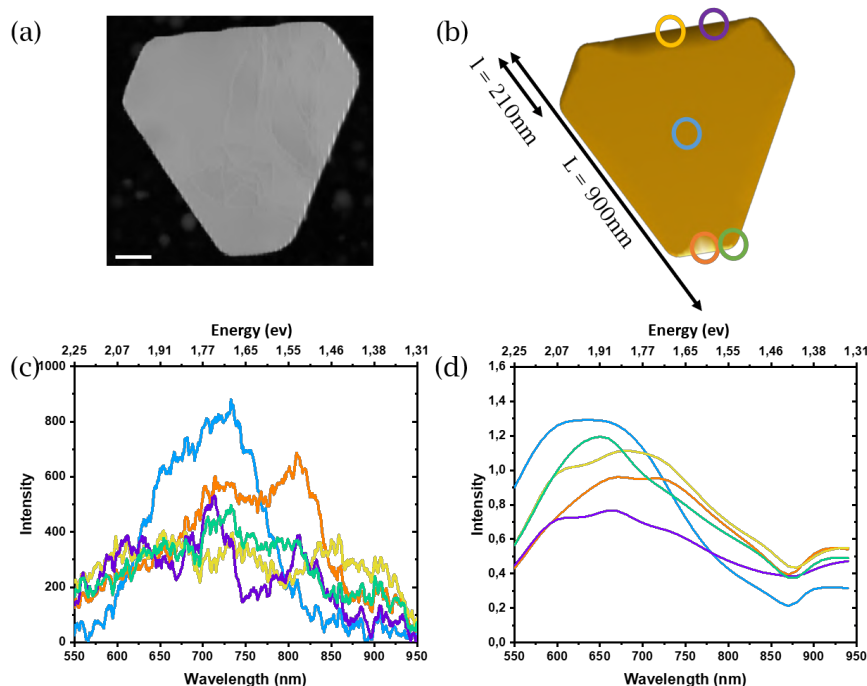 (a)
(b)
l = 210nm
L = 900nm
Energy (ev)
2,25 2,07 1,91 1,77 1,65 1,55 1,46 1,38 1,31
(c)
1000
800
600
400
200
0
Intensity
550 600 650 700 750 800 850 900 950
Wavelength (nm)
Energy (ev)
2,25 2,07 1,91 1,77 1,65 1,55 1,46 1,38 1,31
(d)
1,6
1,4
1,2
1,0
0,8
0,6
0,4
0,2
0,0
Intensity
550 600 650 700 750 800 850 900 950
Wavelength (nm)